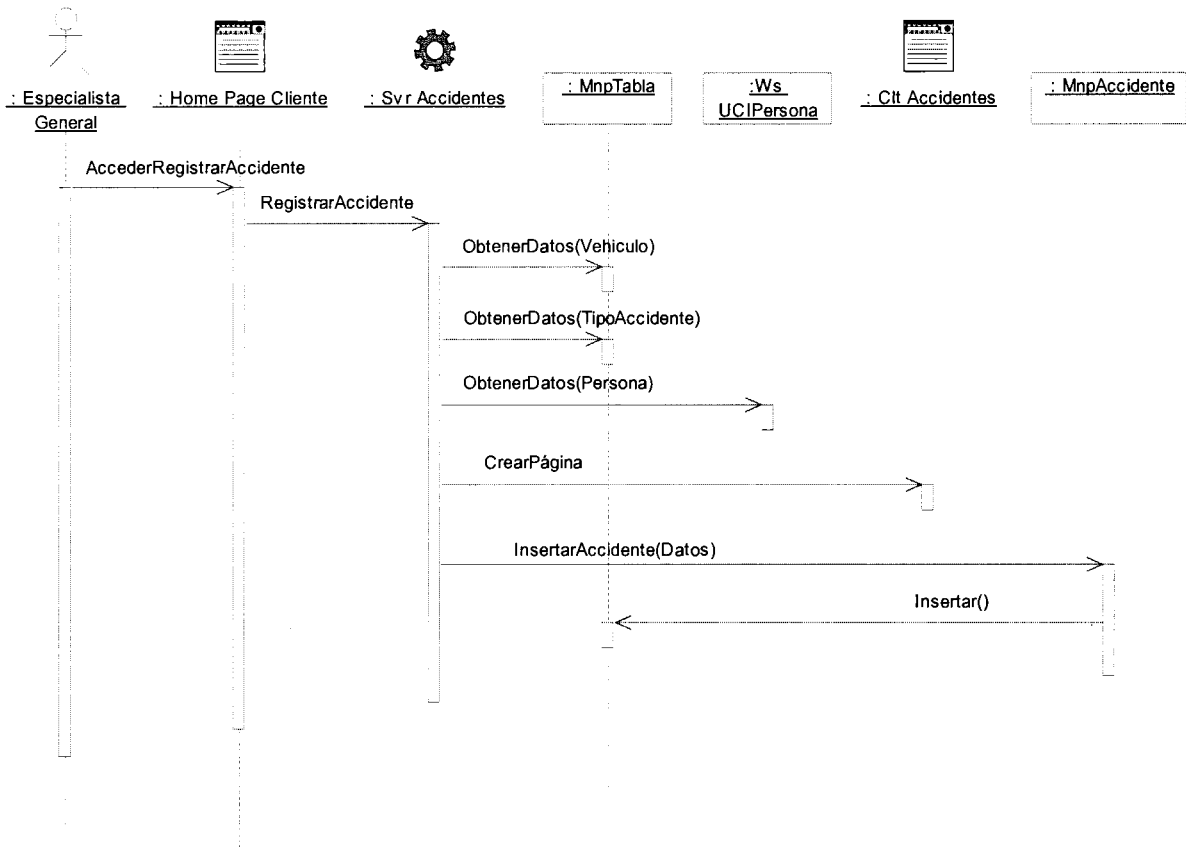 : Especialista
General
: Home Page Cliente
: Svr Accidentes
: MnpTabla
:Ws
UCIPersona
: Clt Accidentes
: MnpAccidente
AccederRegistrarAccidente
RegistrarAccidente
ObtenerDatos(Vehiculo)
ObtenerDatos(TipoAccidente)
ObtenerDatos(Persona)
CrearPágina
InsertarAccidente(Datos)
Insertar()